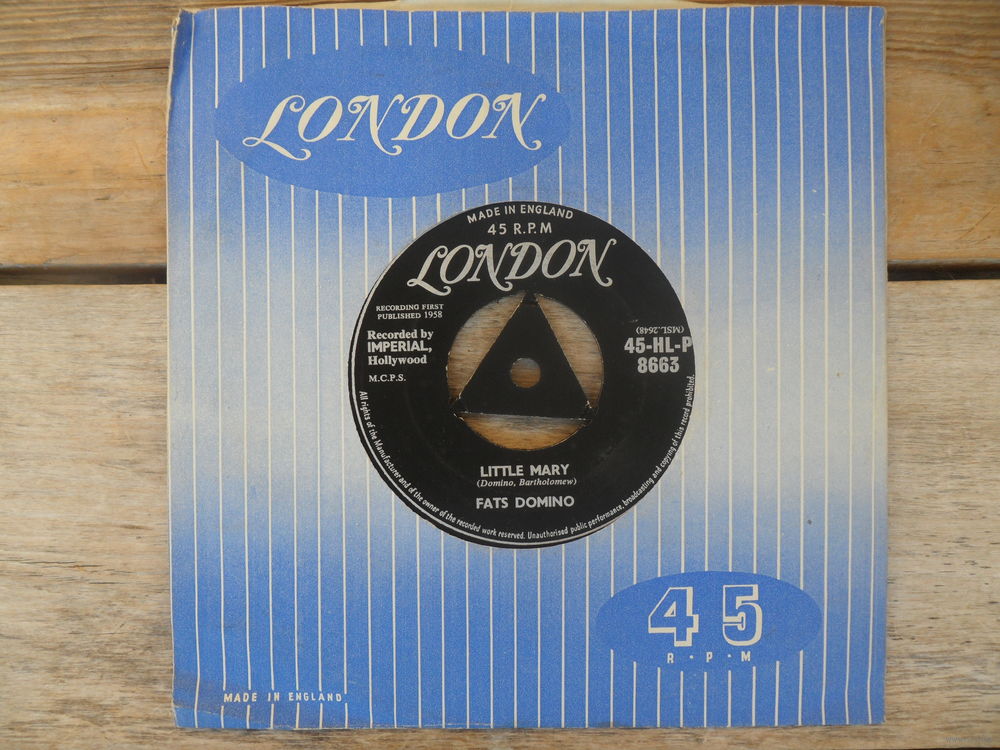 LONDON
MADE IN ENGLAND
45 R.P.M
LONDON
RECORDING FIRST
PUBLISHED 1958
Recorded by
IMPERIAL,
Hollywood
M.C.P.S.
(MSL.2648)
45-HL-P
8663
LITTLE MARY
(Domino, Bartholomew)
FATS DOMINO
All rights of the Manufacturer and of the owner of the recorded work reserved. Unauthorised public performance, broadcasting and copying of this record prohibited.
45
R·P·M
MADE IN ENGLAND